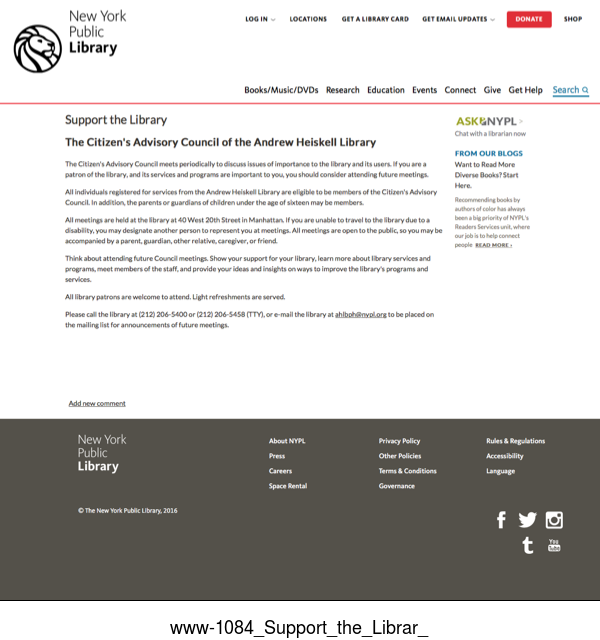 New York
Public
Library
LOG IN
LOCATIONS
GET A LIBRARY CARD
GET EMAIL UPDATES
DONATE
SHOP
Books/Music/DVDs
Research
Education
Events
Connect
Give
Get Help
Search
Support the Library
The Citizen's Advisory Council of the Andrew Heiskell Library
The Citizen's Advisory Council meets periodically to discuss issues of importance to the library and its users. If you are a
patron of the library, and its services and programs are important to you, you should consider attending future meetings.
All individuals registered for services from the Andrew Heiskell Library are eligible to be members of the Citizen's Advisory
Council. In addition, the parents or guardians of children under the age of sixteen may be members.
All meetings are held at the library at 40 West 20th Street in Manhattan. If you are unable to travel to the library due to a
disability, you may designate another person to represent you at meetings. All meetings are open to the public, so you may be
accompanied by a parent, guardian, other relative, caregiver, or friend.
Think about attending future Council meetings. Show your support for your library, learn more about library services and
programs, meet members of the staff, and provide your ideas and insights on ways to improve the library's programs and
services.
All library patrons are welcome to attend. Light refreshments are served.
Please call the library at (212) 206-5400 or (212) 206-5458 (TTY), or e-mail the library at ahlbph@nypl.org to be placed on
the mailing list for announcements of future meetings.
Add new comment
ASK NYPL >
Chat with a librarian now
FROM OUR BLOGS
Want to Read More
Diverse Books? Start
Here.
Recommending books by
authors of color has always
been a big priority of NYPL's
Readers Services unit, where
our job is to help connect
people READ MORE ›
New York
Public
Library
About NYPL
Press
Careers
Space Rental
Privacy Policy
Other Policies
Terms & Conditions
Governance
Rules & Regulations
Accessibility
Language
© The New York Public Library, 2016
You
Tube
www-1084_Support_the_Librar_